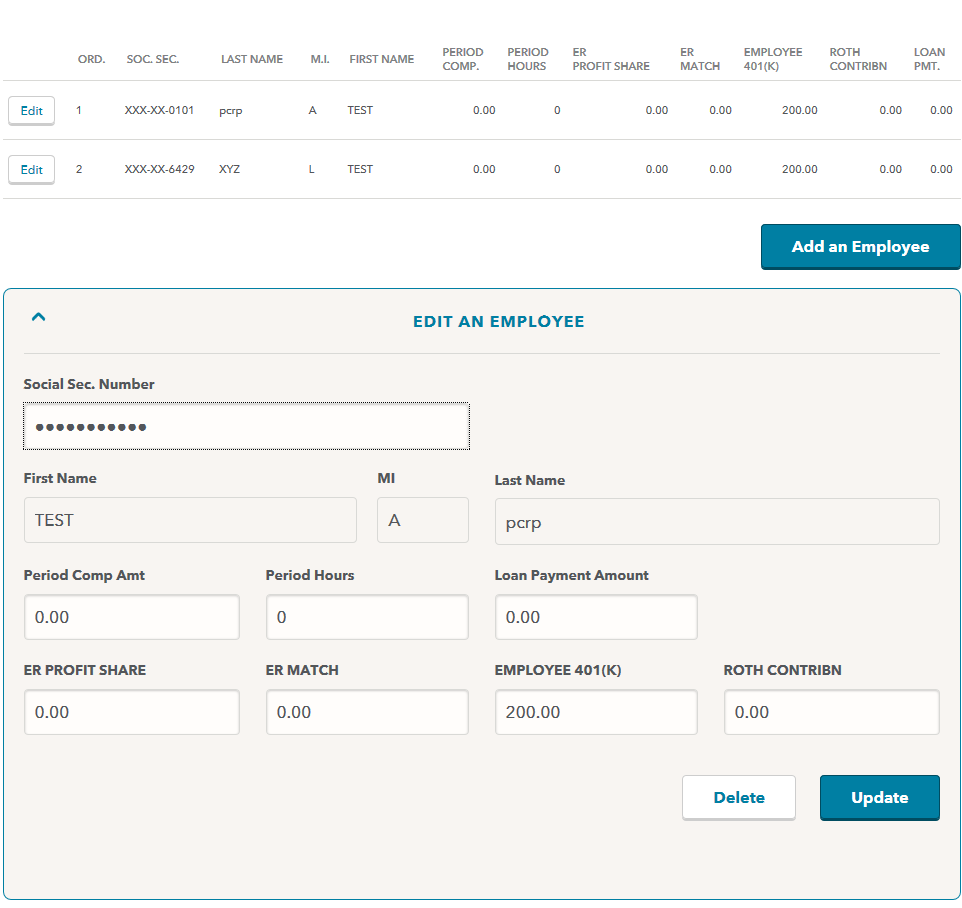 ORD. SOC. SEC. LAST NAME M.I. FIRST NAME PERIOD COMP. PERIOD HOURS ER PROFIT SHARE ER MATCH EMPLOYEE 401(K) ROTH CONTRIBN LOAN PMT.
Edit 1 XXX-XX-0101 pcrp A TEST 0.00 0 0.00 0.00 200.00 0.00 0.00
Edit 2 XXX-XX-6429 XYZ L TEST 0.00 0 0.00 0.00 200.00 0.00 0.00
Add an Employee
EDIT AN EMPLOYEE
Social Sec. Number
●●●●●●●●●●●
First Name MI Last Name
TEST A pcrp
Period Comp Amt Period Hours Loan Payment Amount
0.00 0 0.00
ER PROFIT SHARE ER MATCH EMPLOYEE 401(K) ROTH CONTRIBN
0.00 0.00 200.00 0.00
Delete Update